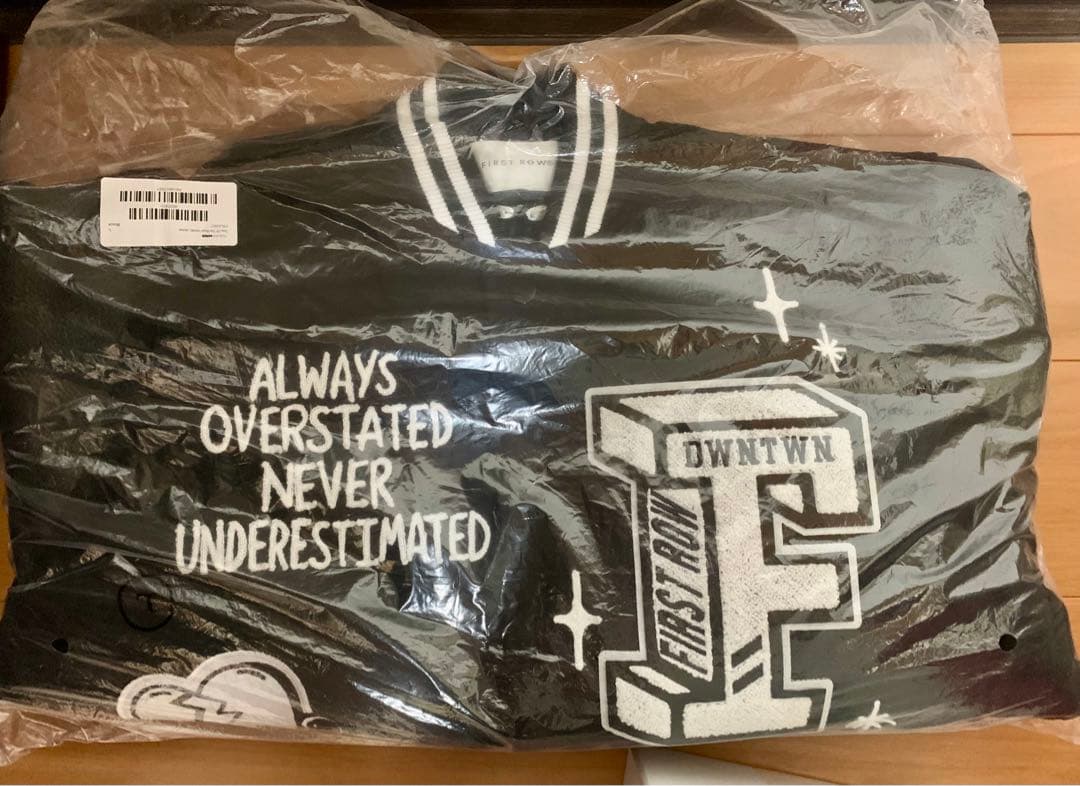 FIRST ROW
ALWAYS
OVERSTATED
NEVER
UNDERESTIMATED
DWNTWN
FIRST ROW